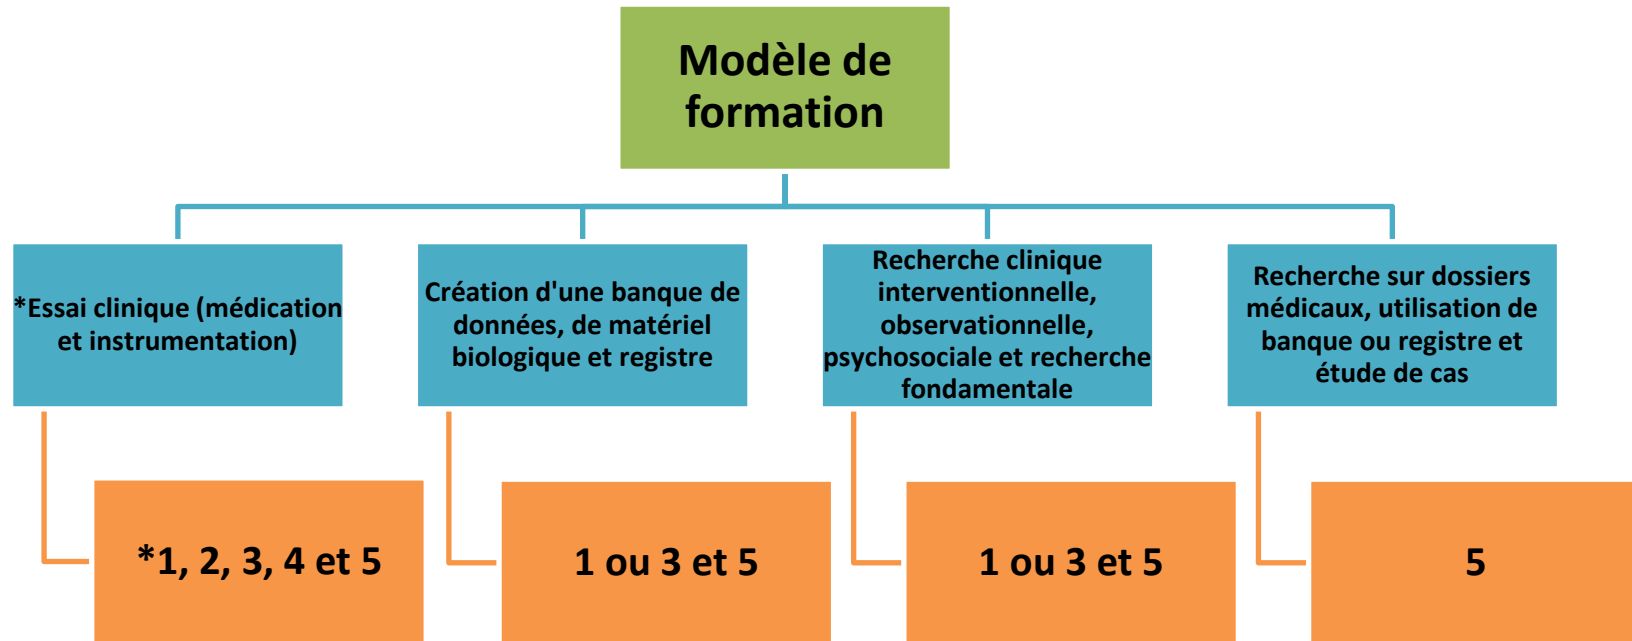 Modèle de
formation
*Essai clinique (médication
et instrumentation)
Création d'une banque de
données, de matériel
biologique et registre
Recherche clinique
interventionnelle,
observationnelle,
psychosociale et recherche
fondamentale
Recherche sur dossiers
médicaux, utilisation de
banque ou registre et
étude de cas
*1, 2, 3, 4 et 5
1 ou 3 et 5
1 ou 3 et 5
5